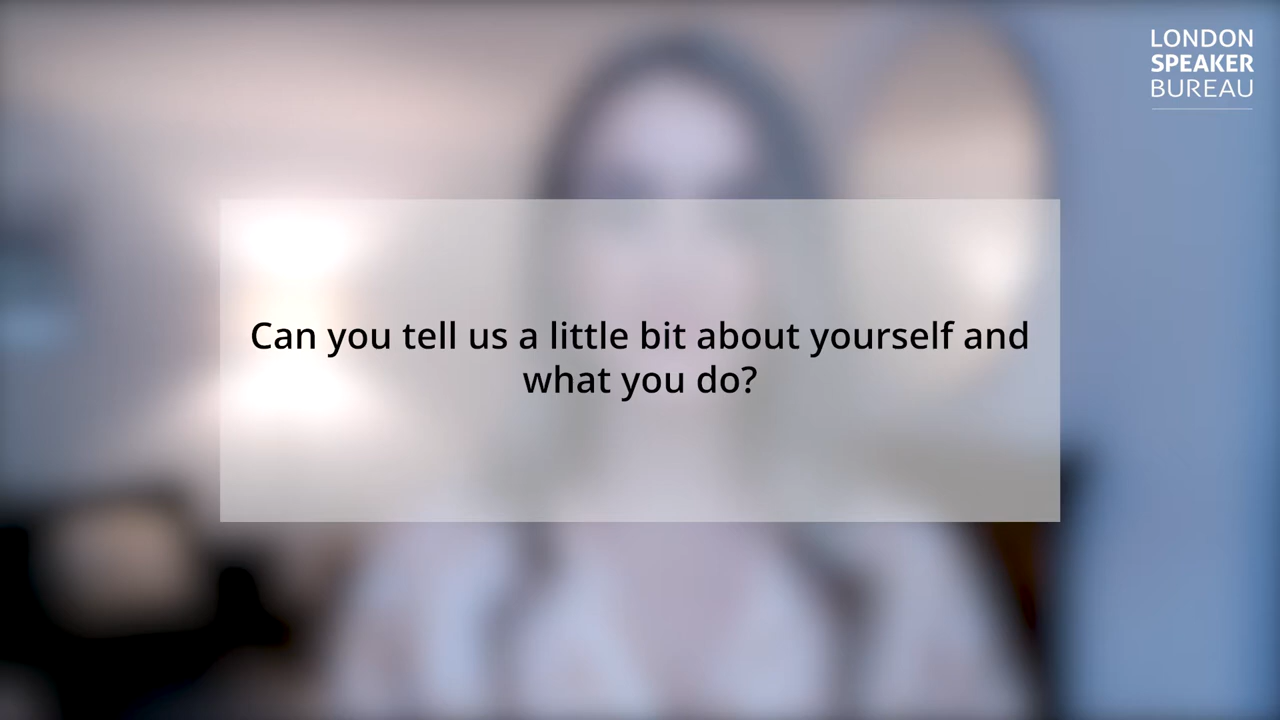 LONDON
SPEAKER
BUREAU
Can you tell us a little bit about yourself and
what you do?